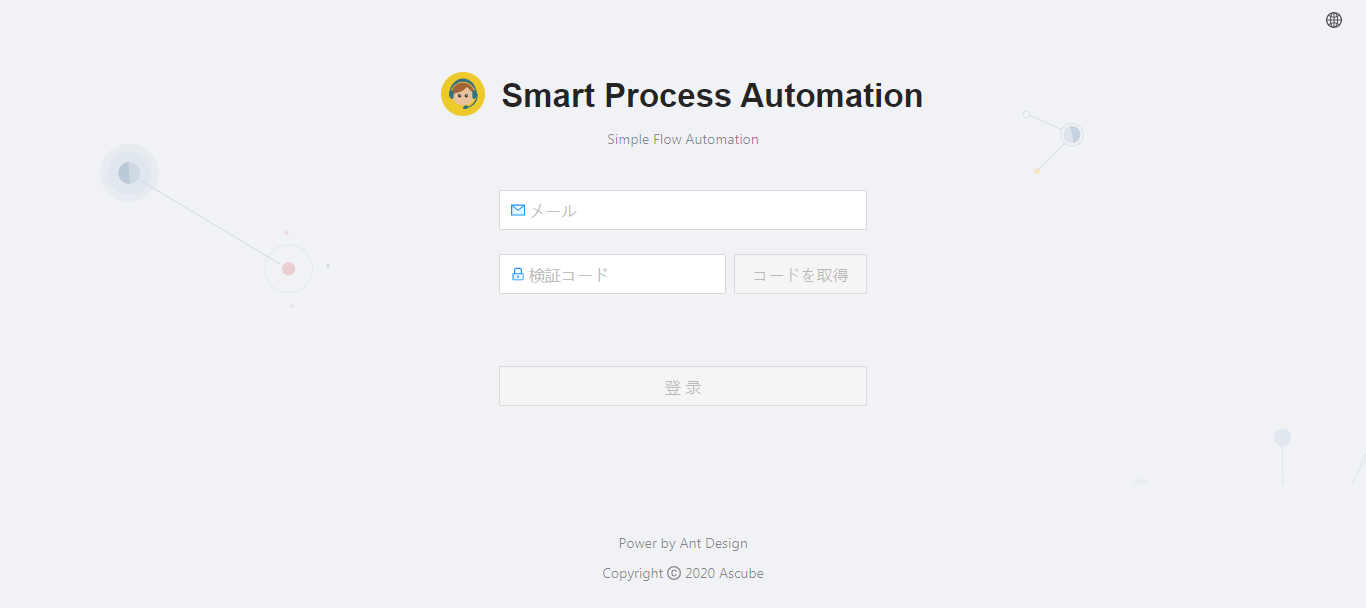 Smart Process Automation
Simple Flow Automation
メール
検証コード コードを取得
登 录
Power by Ant Design
Copyright © 2020 Ascube